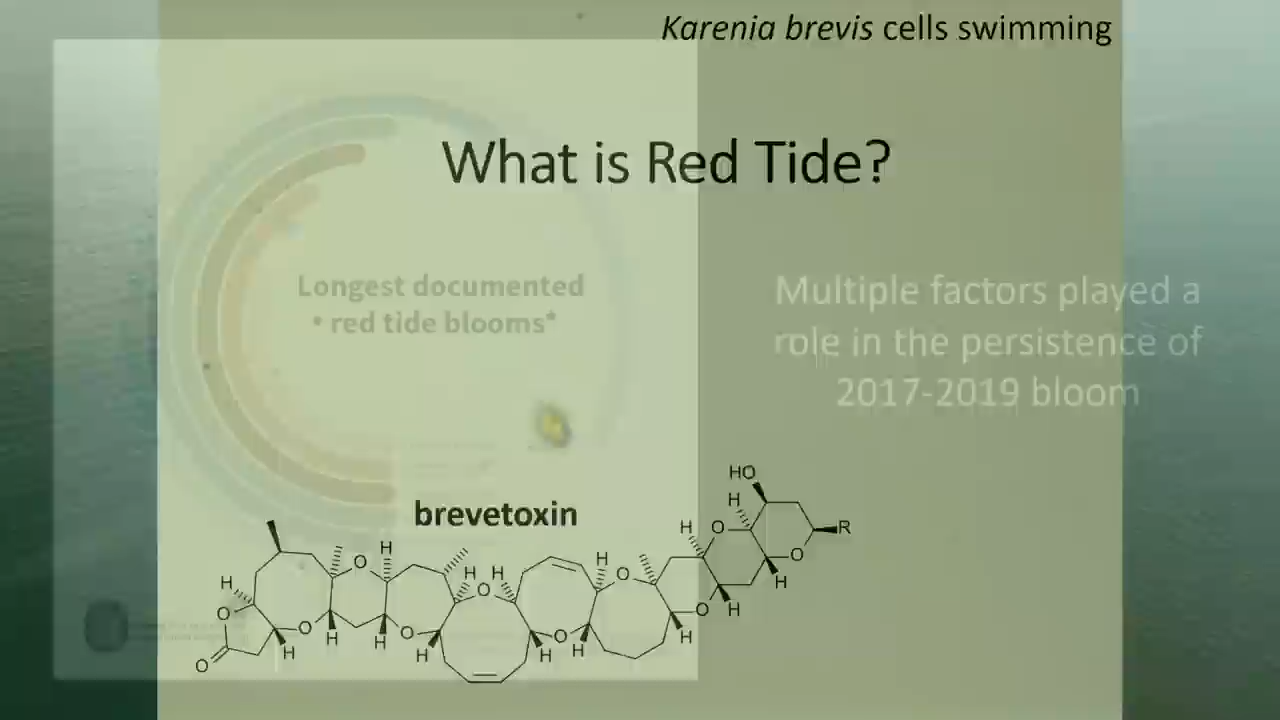 Karenia brevis cells swimming
What is Red Tide?
Longest documented
* red tide blooms*
Multiple factors played a
role in the persistence of
2017-2019 bloom
brevetoxin
HO
H
H
O
R
H
H
H
O
O
H
O
H
H
O
H
O
H
O
O
H
H
O
H
H
O
H
H
H
O